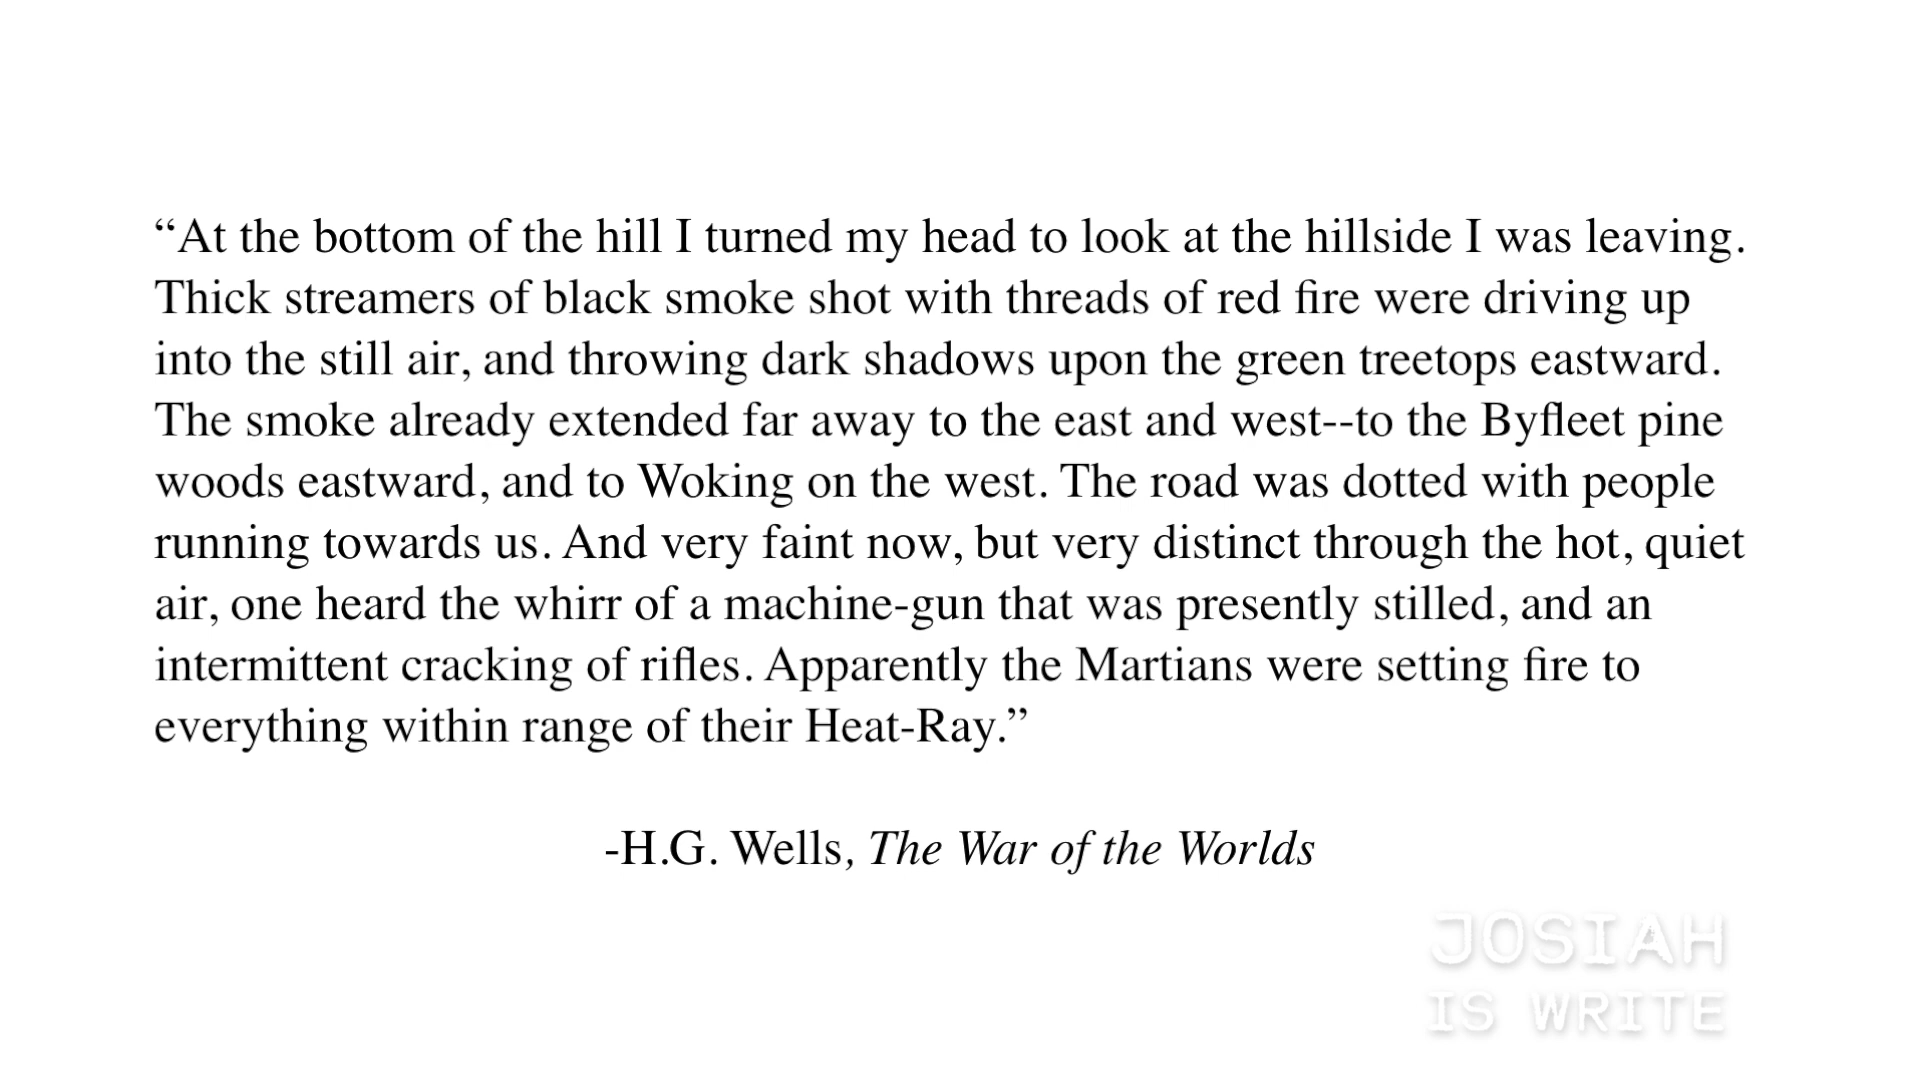 “At the bottom of the hill I turned my head to look at the hillside I was leaving.
Thick streamers of black smoke shot with threads of red fire were driving up
into the still air, and throwing dark shadows upon the green treetops eastward.
The smoke already extended far away to the east and west--to the Byfleet pine
woods eastward, and to Woking on the west. The road was dotted with people
running towards us. And very faint now, but very distinct through the hot, quiet
air, one heard the whirr of a machine-gun that was presently stilled, and an
intermittent cracking of rifles. Apparently the Martians were setting fire to
everything within range of their Heat-Ray.”
-H.G. Wells, The War of the Worlds
JOSIAH
IS WRITE